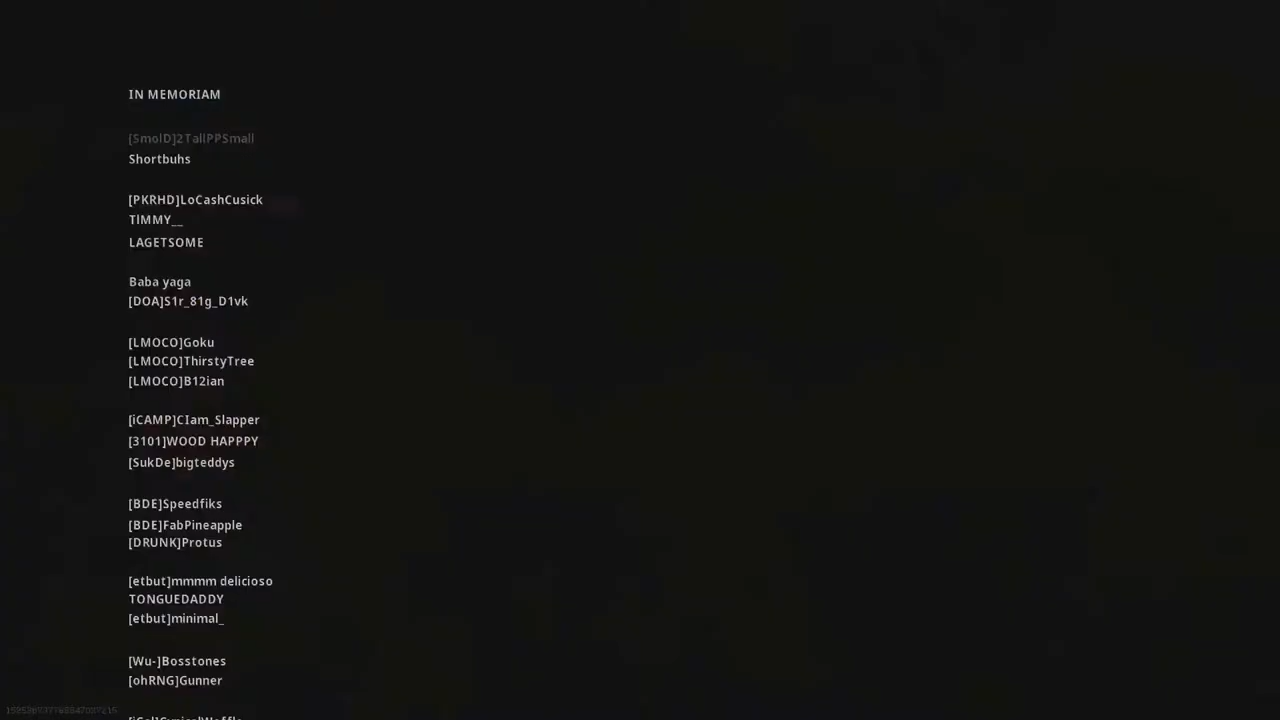 IN MEMORIAM
[SmolD]2TallPPSmall
Shortbuhs
[PKRHD]LoCashCusick
TIMMY__
LAGETSOME
Baba yaga
[DOA]S1r_81g_D1vk
[LMOCO]Goku
[LMOCO]ThirstyTree
[LMOCO]B12ian
[iCAMP]CIam_Slapper
[3101]WOOD HAPPPY
[SukDe]bigteddys
[BDE]Speedfiks
[BDE]FabPineapple
[DRUNK]Protus
[etbut]mmmm delicioso
TONGUEDADDY
[etbut]minimal_
[Wu-]Bosstones
[ohRNG]Gunner